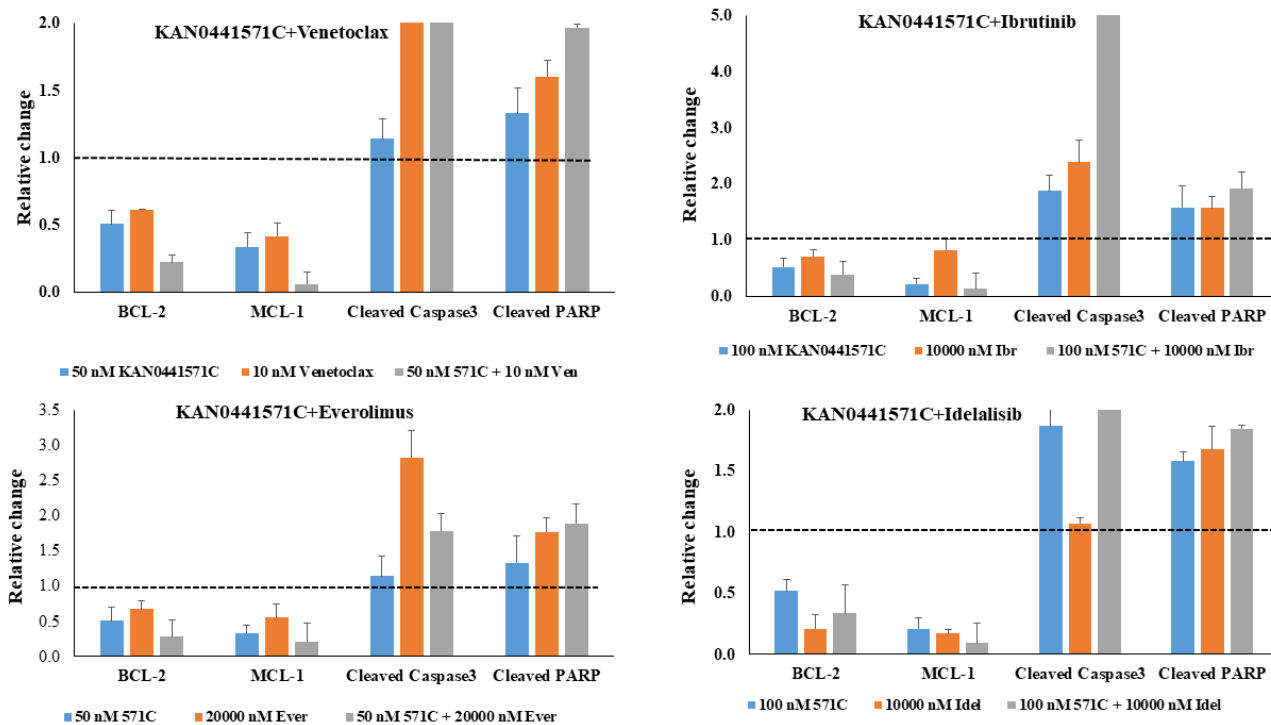 KAN0441571C+Venetoclax
Relative change
2.0
1.5
1.0
0.5
0.0
BCL-2 MCL-1 Cleaved Caspase3 Cleaved PARP
50 nM KAN0441571C 10 nM Venetoclax 50 nM 571C + 10 nM Ven
KAN0441571C+Ibrutinib
Relative change
5.0
4.0
3.0
2.0
1.0
0.0
BCL-2 MCL-1 Cleaved Caspase3 Cleaved PARP
100 nM KAN0441571C 10000 nM Ibr 100 nM 571C + 10000 nM Ibr
KAN0441571C+Everolimus
Relative change
3.5
3.0
2.5
2.0
1.5
1.0
0.5
0.0
BCL-2 MCL-1 Cleaved Caspase3 Cleaved PARP
50 nM 571C 20000 nM Ever 50 nM 571C + 20000 nM Ever
KAN0441571C+Idelalisib
Relative change
2.0
1.5
1.0
0.5
0.0
BCL-2 MCL-1 Cleaved Caspase3 Cleaved PARP
100 nM 571C 10000 nM Idel 100 nM 571C + 10000 nM Idel